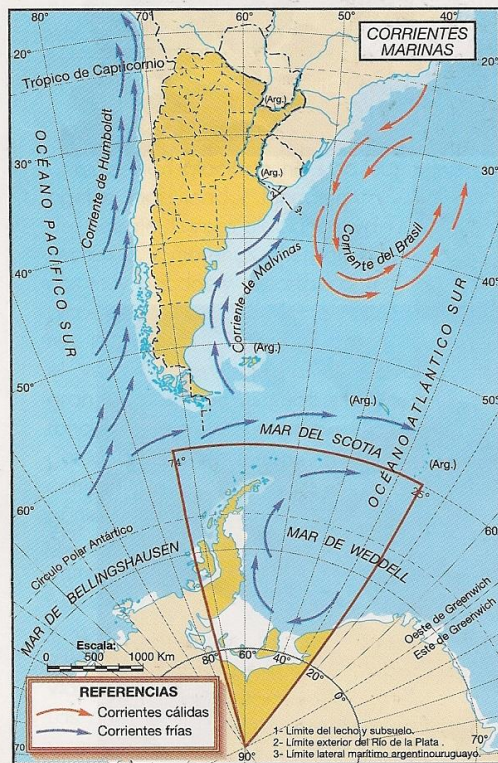 CORRIENTES
MARINAS
80°
701
60°
50°
40°
20°
Trópico de Capricornio
20°
(Arg.)
30°
OCÉANO PACÍFICO SUR
Corriente de Humboldt
(Arg.)
30°
3
40°
Corriente de Malvinas
Corriente del Brasil
40°
(Arg.)
50°
OCÉANO ATLÁNTICO SUR
(Arg.)
50°
MAR DEL SCOTIA
(Arg.)
74°
25°
60°
60°
Círculo Polar Antártico
MAR DE BELLINGSHAUSEN
MAR DE WEDDELL
Oeste de Greenwich
Este de Greenwich
Escala:
0 500 1000 Km
80°
60°
40°
20°
0°
70°
REFERENCIAS
Corrientes cálidas
Corrientes frías
90°
1- Límite del lecho y subsuelo.
2- Límite exterior del Río de la Plata .
3- Límite lateral marítimo argentinouruguayo.